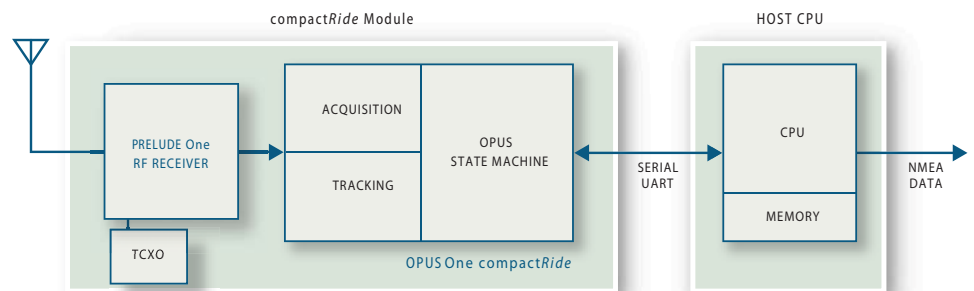 compactRide Module
HOST CPU
PRELUDE One
RF RECEIVER
TCXO
ACQUISITION
TRACKING
OPUS
STATE MACHINE
OPUS One compactRide
SERIAL
UART
CPU
MEMORY
NMEA
DATA